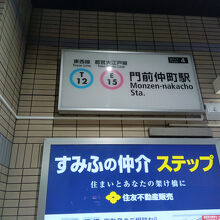 東西線 都営大江戸線
T 12 E 15
4
門前仲町駅
Monzen-nakacho
Sta.
すみふの仲介 ステップ
住まいとあなたの架け橋に
住友不動産販売